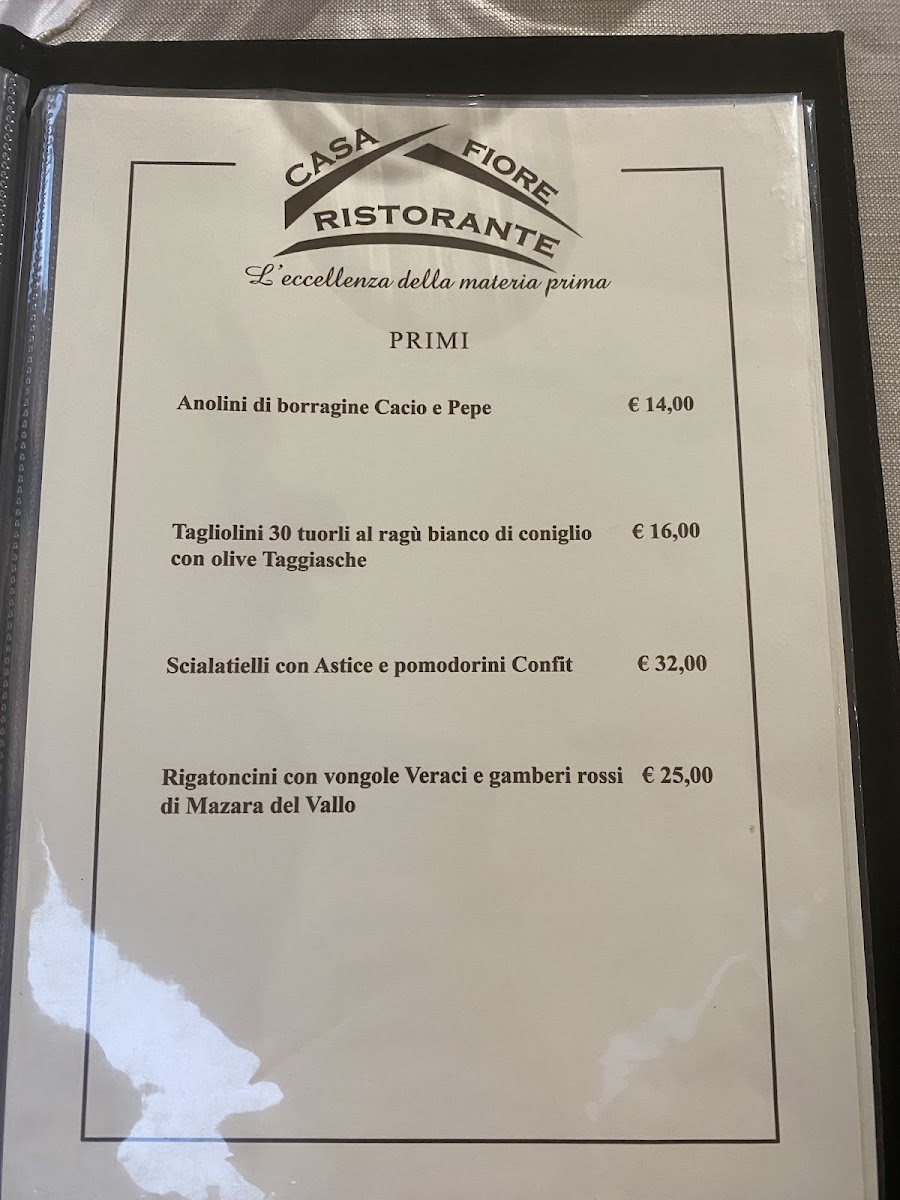 CASA FIORE
RISTORANTE
L'eccellenza della materia prima
PRIMI
Anolini di borragine Cacio e Pepe € 14,00
Tagliolini 30 tuorli al ragù bianco di coniglio € 16,00
con olive Taggiasche
Scialatielli con Astice e pomodorini Confit € 32,00
Rigatoncini con vongole Veraci e gamberi rossi € 25,00
di Mazara del Vallo